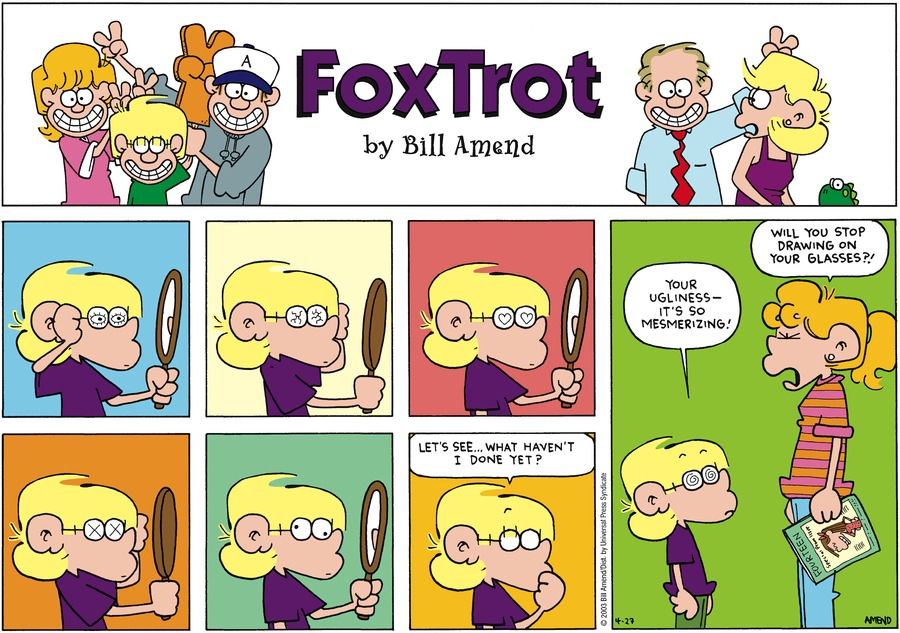 A
FoxTrot
by Bill Amend
LET'S SEE... WHAT HAVEN'T
I DONE YET?
© 2003 Bill Amend/Dist. by Universal Press Syndicate
YOUR
UGLINESS—
IT'S SO
MESMERIZING!
WILL YOU STOP
DRAWING ON
YOUR GLASSES?!
FOURTEEN
4-27
AMEND